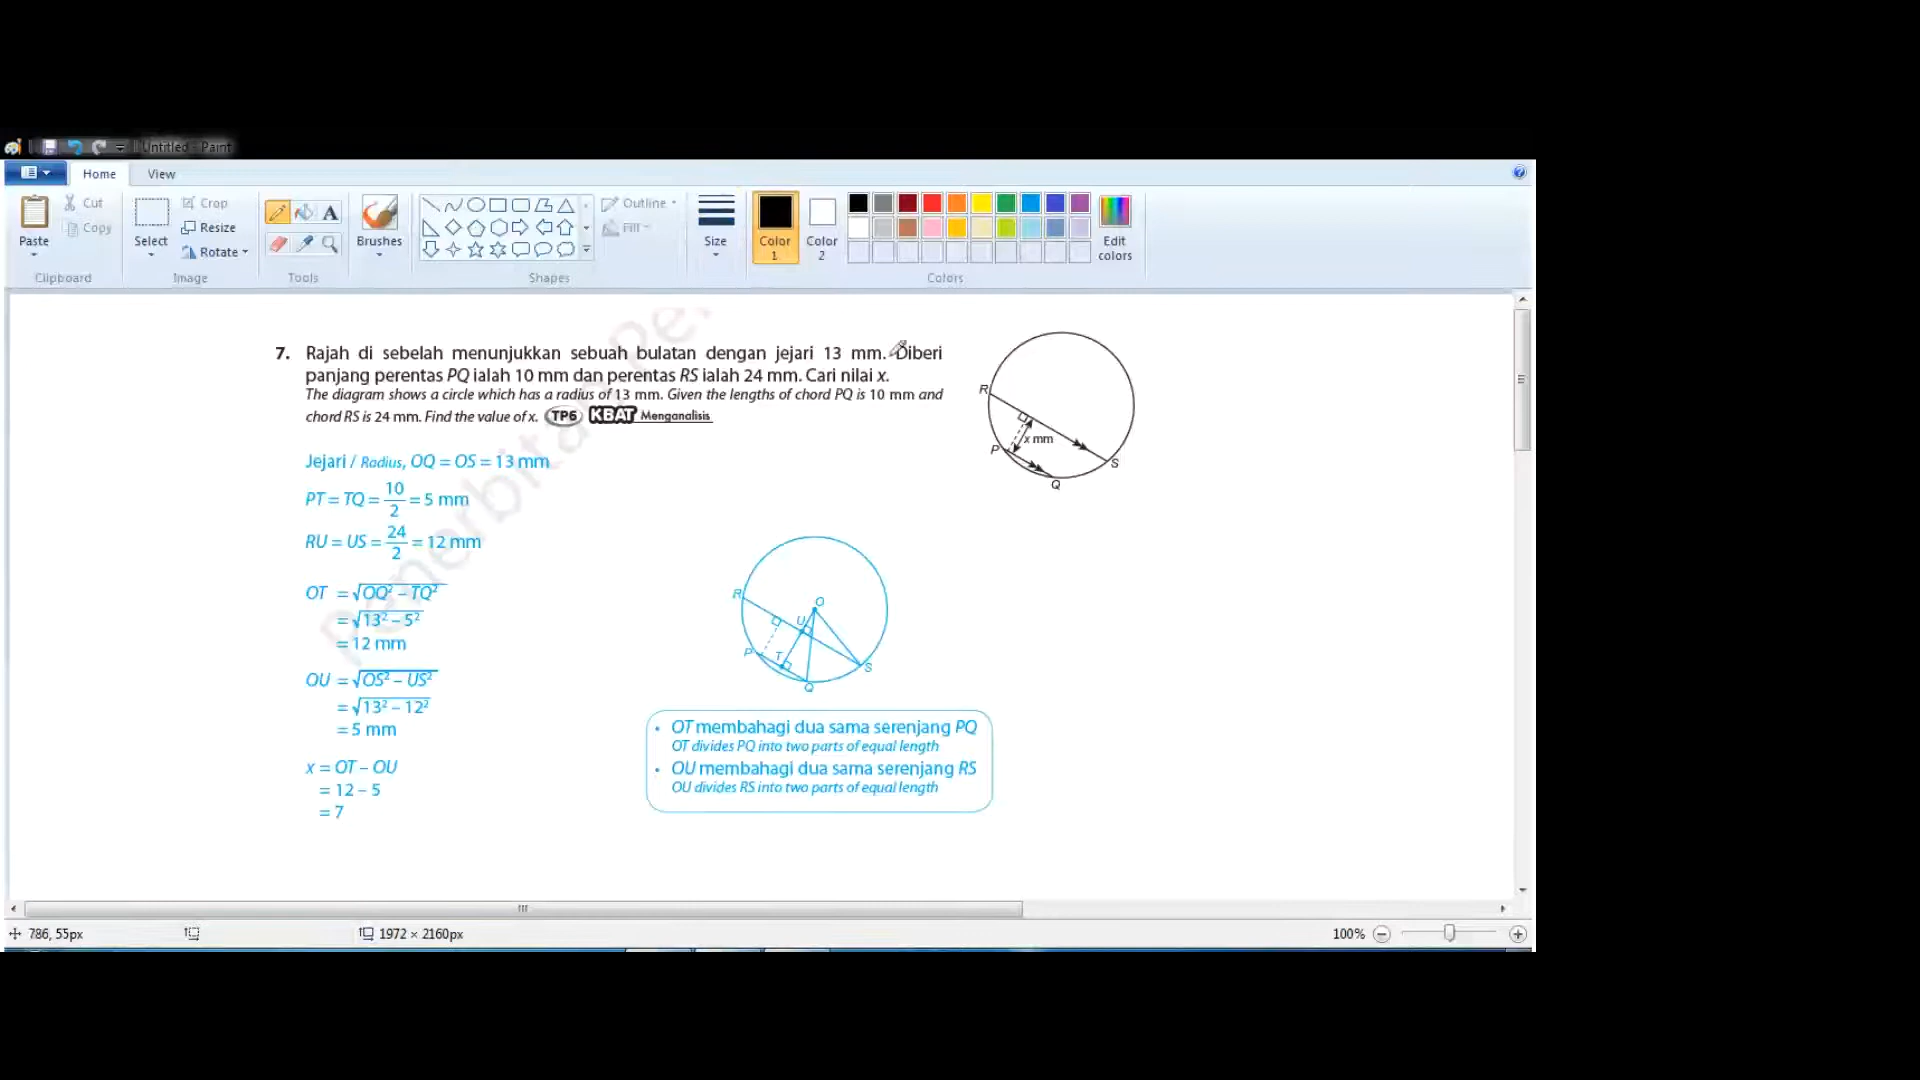 Untitled - Paint
Home View
Paste
Cut
Copy
Clipboard
Select
Crop
Resize
Rotate
Image
A
Tools
Brushes
Outline
Fill
Shapes
Size
Color 1
Color 2
Edit colors
Colors
Penerbitan Per
7. Rajah di sebelah menunjukkan sebuah bulatan dengan jejari 13 mm. Diberi
panjang perentas PQ ialah 10 mm dan perentas RS ialah 24 mm. Cari nilai x.
The diagram shows a circle which has a radius of 13 mm. Given the lengths of chord PQ is 10 mm and
chord RS is 24 mm. Find the value of x. TP6 KBAT Menganalisis
R
x mm
P
S
Q
Jejari / Radius, OQ = OS = 13 mm
PT = TQ = 10/2 = 5 mm
RU = US = 24/2 = 12 mm
OT = √OQ² – TQ²
= √13² – 5²
= 12 mm
OU = √OS² – US²
= √13² – 12²
= 5 mm
x = OT – OU
= 12 – 5
= 7
R
O
U
P
T
S
Q
• OT membahagi dua sama serenjang PQ
OT divides PQ into two parts of equal length
• OU membahagi dua sama serenjang RS
OU divides RS into two parts of equal length
786, 55px
1972 × 2160px
100%